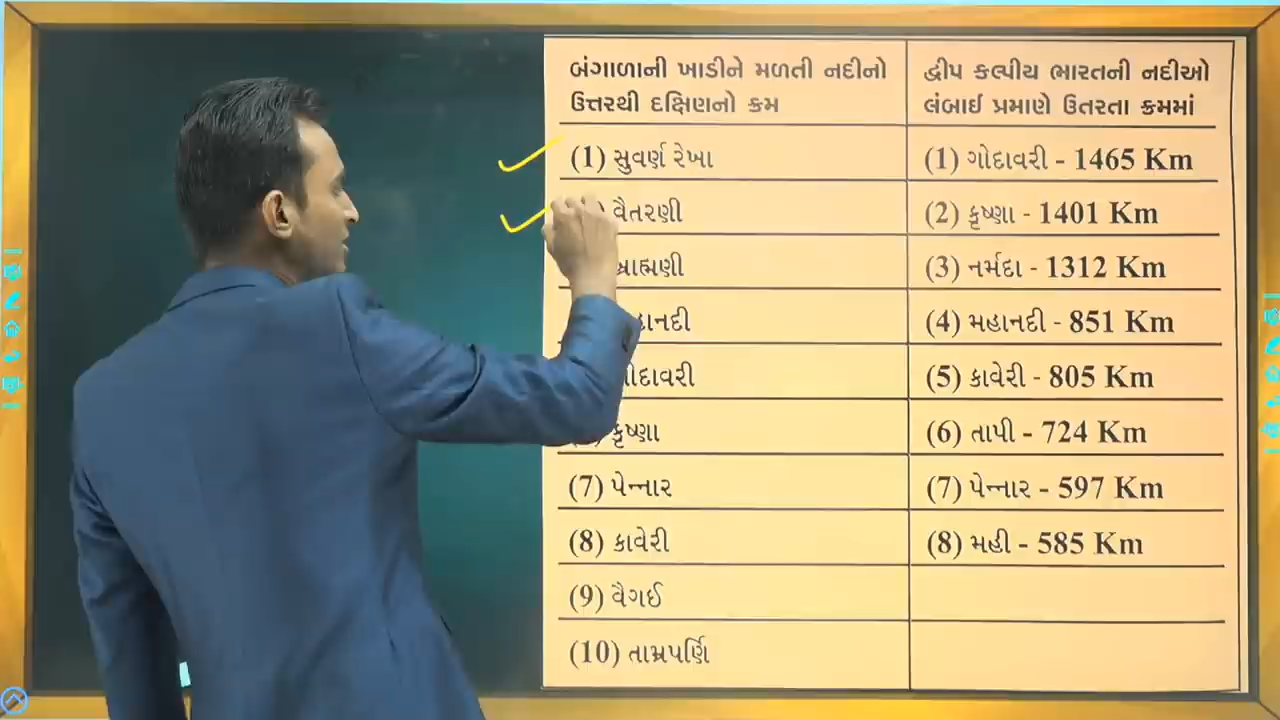 બંગાળાની ખાડીને મળતી નદીનો
ઉત્તરથી દક્ષિણનો ક્રમ
(1) સુવર્ણ રેખા
વૈતરણી
બ્રાહ્મણી
મહાનદી
ગોદાવરી
કૃષ્ણા
(7) પેન્નાર
(8) કાવેરી
(9) વૈગઈ
(10) તામ્રપર્ણિ
દ્વીપ કલ્પીય ભારતની નદીઓ
લંબાઈ પ્રમાણે ઉતરતા ક્રમમાં
(1) ગોદાવરી - 1465 Km
(2) કૃષ્ણા - 1401 Km
(3) નર્મદા - 1312 Km
(4) મહાનદી - 851 Km
(5) કાવેરી - 805 Km
(6) તાપી - 724 Km
(7) પેન્નાર - 597 Km
(8) મહી - 585 Km